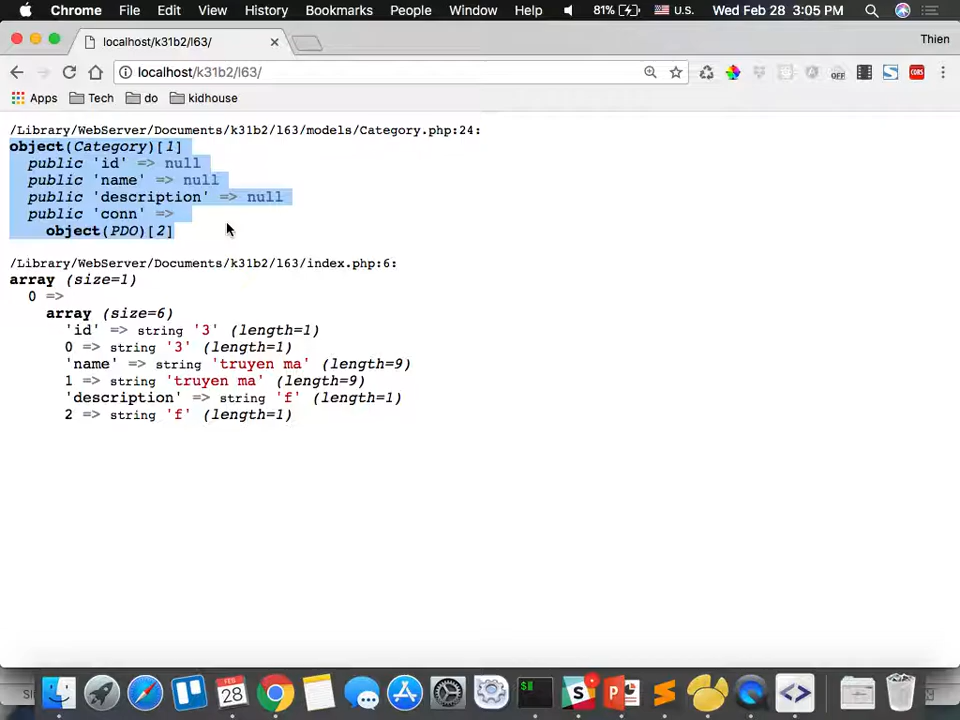 Chrome File Edit View History Bookmarks People Window Help 81% U.S. Wed Feb 28 3:05 PM
localhost/k31b2/l63/
Thien
localhost/k31b2/l63/
OFF
CORS
Apps Tech do kidhouse
/Library/WebServer/Documents/k31b2/l63/models/Category.php:24:
object(Category)[1]
public 'id' => null
public 'name' => null
public 'description' => null
public 'conn' =>
object(PDO)[2]
/Library/WebServer/Documents/k31b2/l63/index.php:6:
array (size=1)
0 =>
array (size=6)
'id' => string '3' (length=1)
0 => string '3' (length=1)
'name' => string 'truyen ma' (length=9)
1 => string 'truyen ma' (length=9)
'description' => string 'f' (length=1)
2 => string 'f' (length=1)
FEB
28